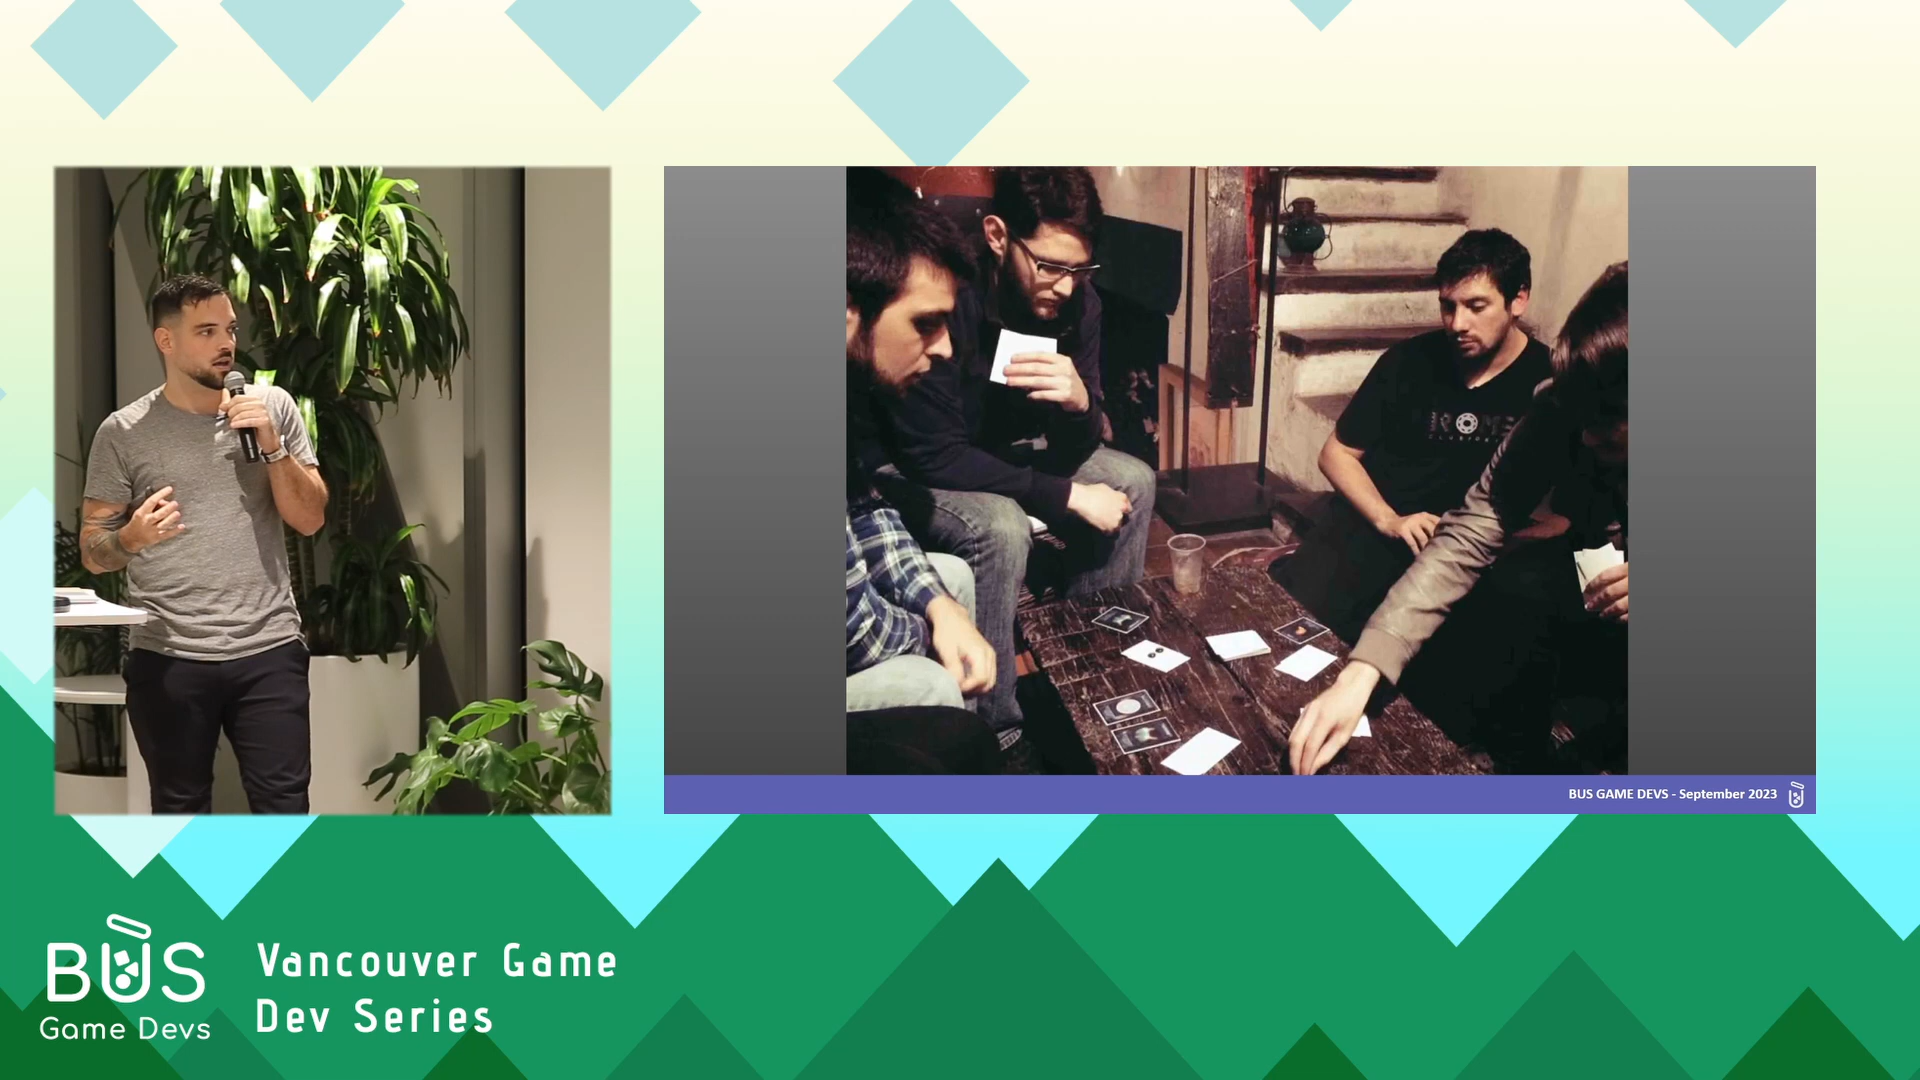 BUS GAME DEVS - September 2023
BUS
Game Devs
Vancouver Game
Dev Series